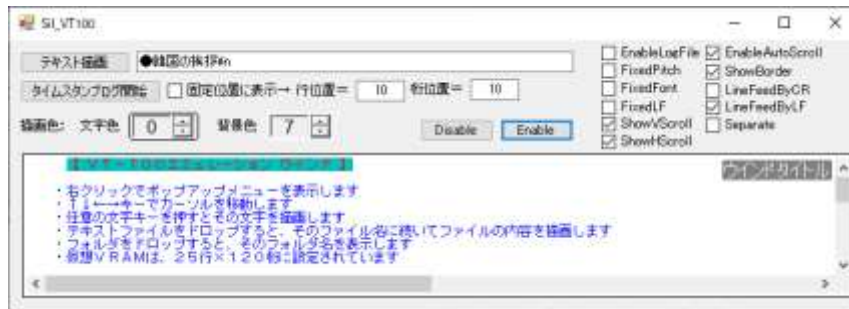 SiI_VT100
テキスト描画 ●韓国の挨拶¥n
タイムスタンプログ開始 固定位置に表示→ 行位置= 10 桁位置= 10
描画色: 文字色 0 背景色 7 Disable Enable
EnableLogFile EnableAutoScroll
FixedPitch ShowBorder
FixedFont LineFeedByCR
FixedLF LineFeedByLF
ShowVScroll Separate
ShowHScroll
【 VT-100エミュレーション ウインド 】 ウインドタイトル
・右クリックでポップアップメニューを表示します
・↑↓←→キーでカーソルを移動します
・任意の文字キーを押すとその文字を描画します
・テキストファイルをドロップすると、そのファイル名に続いてファイルの内容を描画します
・フォルダをドロップすると、そのフォルダ名を表示します
・仮想VRAMは、25行×120桁に設定されています